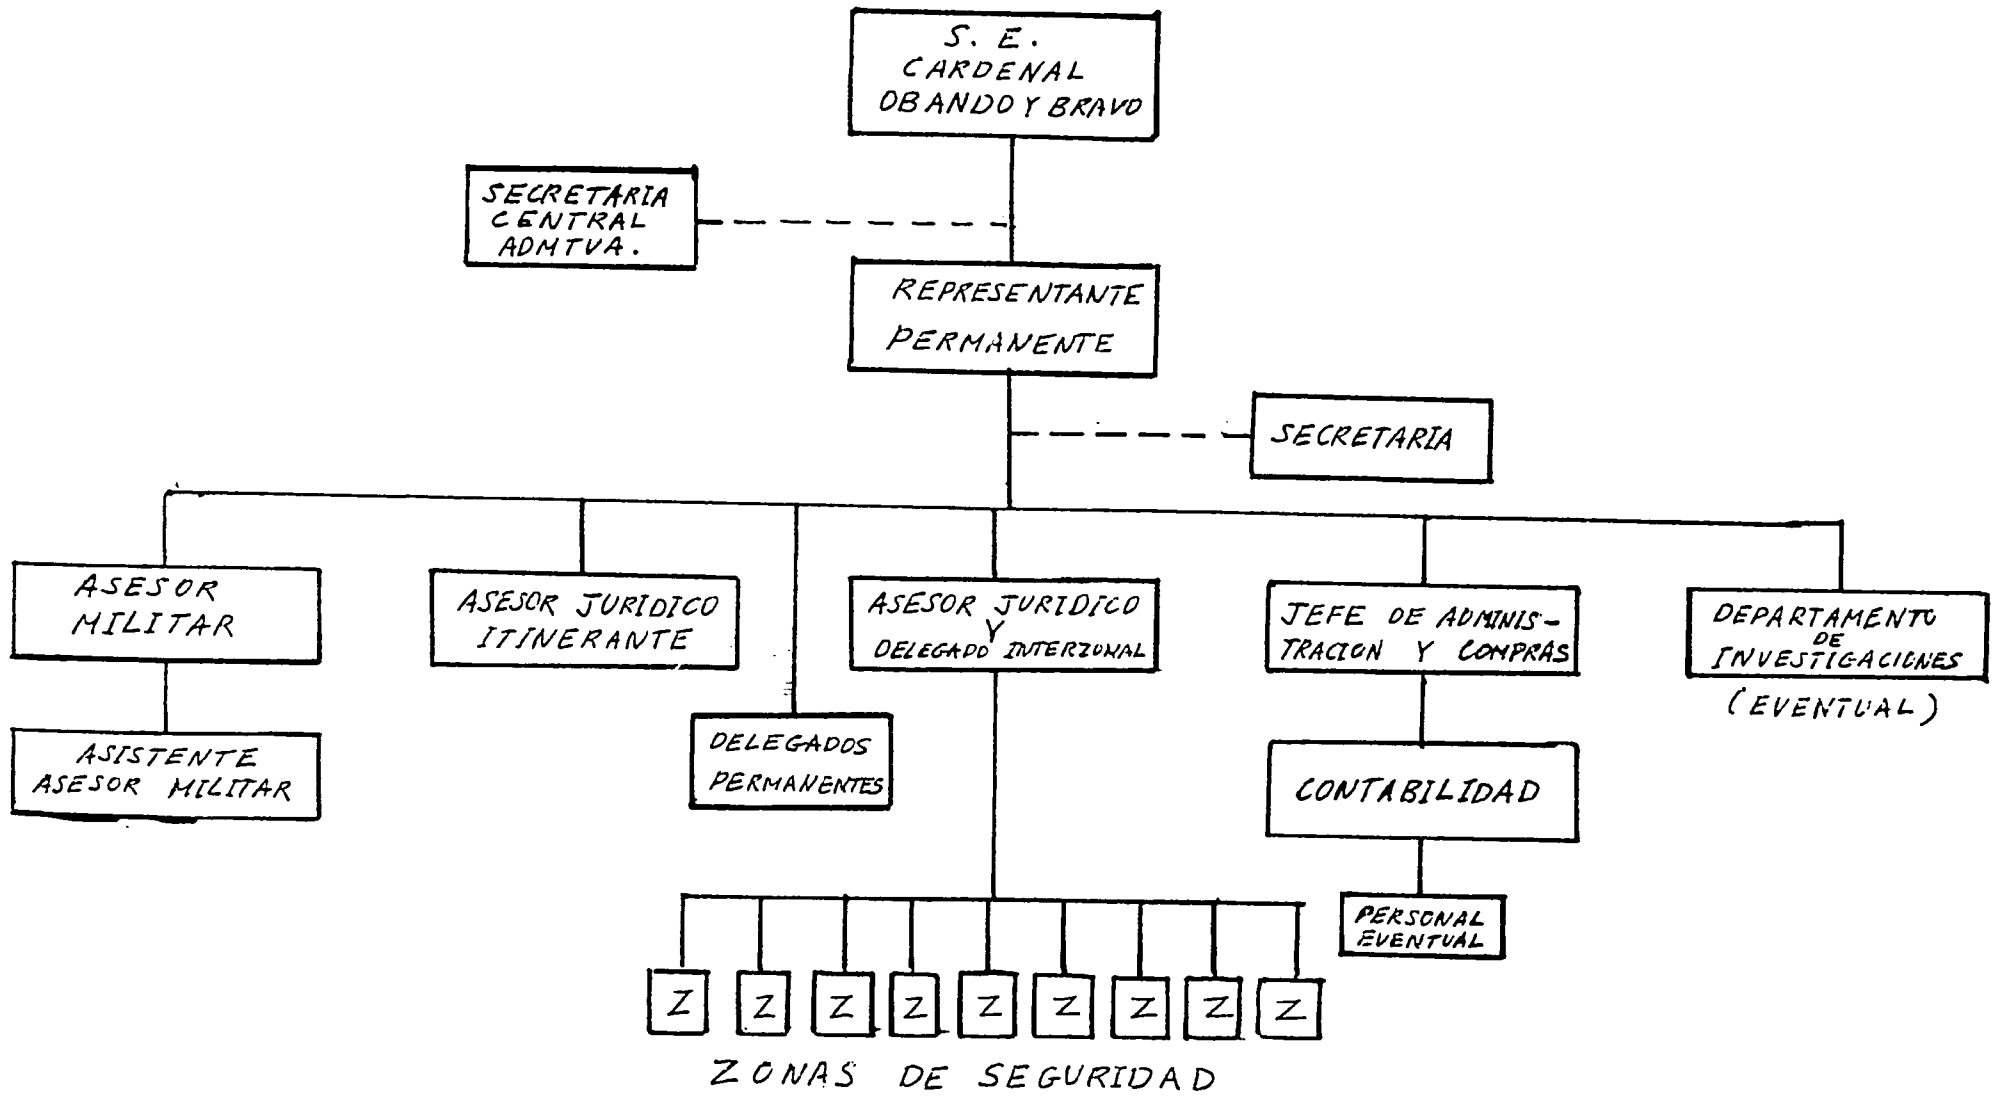 S. E.
CARDENAL
OBANDO Y BRAVO
SECRETARIA
CENTRAL
ADMTVA.
REPRESENTANTE
PERMANENTE
SECRETARIA
ASESOR
MILITAR
ASESOR JURIDICO
ITINERANTE
ASESOR JURIDICO
Y
DELEGADO INTERZONAL
JEFE DE ADMINIS-
TRACION Y COMPRAS
DEPARTAMENTO
DE
INVESTIGACIONES
(EVENTUAL)
ASISTENTE
ASESOR MILITAR
DELEGADOS
PERMANENTES
CONTABILIDAD
PERSONAL
EVENTUAL
Z Z Z Z Z Z Z Z Z
ZONAS DE SEGURIDAD